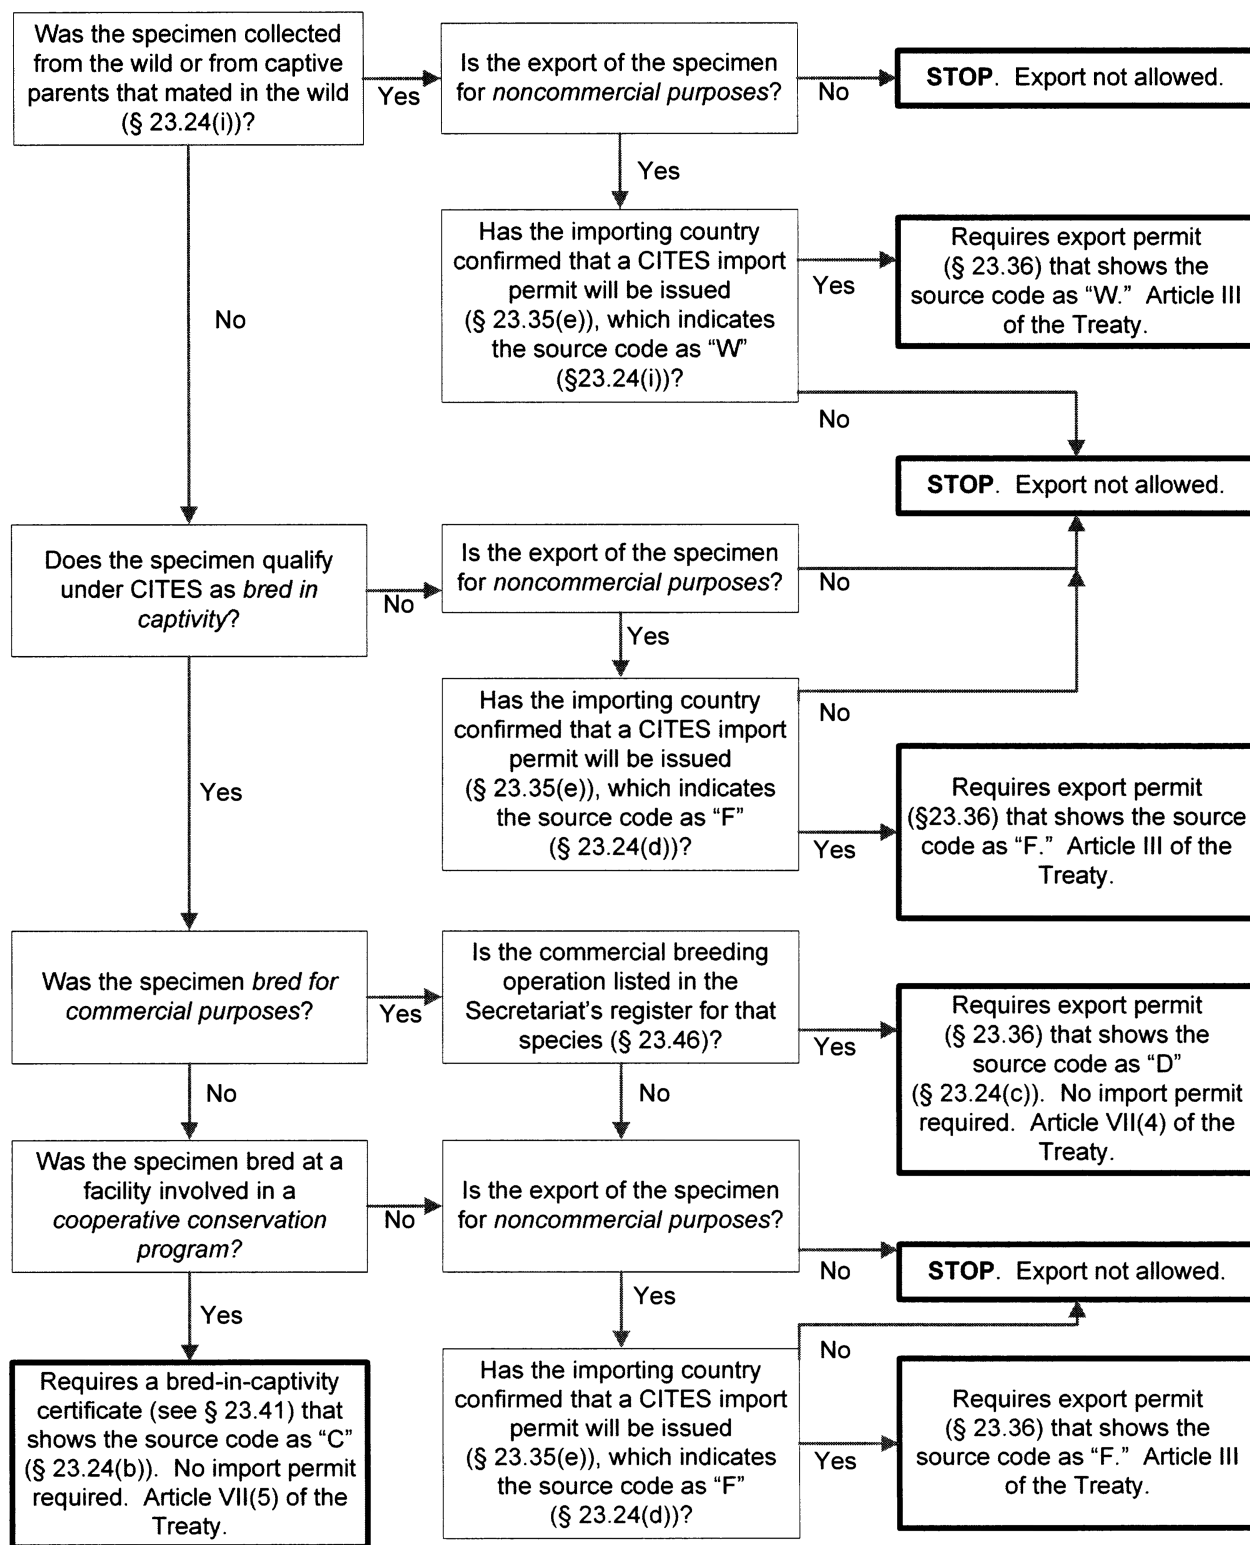 Was the specimen collected
from the wild or from captive
parents that mated in the wild
(§ 23.24(i))?
Yes
Is the export of the specimen
for noncommercial purposes?
No
STOP. Export not allowed.
Yes
No
Has the importing country
confirmed that a CITES import
permit will be issued
(§ 23.35(e)), which indicates
the source code as “W”
(§23.24(i))?
Yes
Requires export permit
(§ 23.36) that shows the
source code as “W.” Article III
of the Treaty.
No
STOP. Export not allowed.
Does the specimen qualify
under CITES as bred in
captivity?
No
Is the export of the specimen
for noncommercial purposes?
No
Yes
Yes
Has the importing country
confirmed that a CITES import
permit will be issued
(§ 23.35(e)), which indicates
the source code as “F”
(§ 23.24(d))?
No
Yes
Requires export permit
(§23.36) that shows the source
code as “F.” Article III of the
Treaty.
Was the specimen bred for
commercial purposes?
Yes
Is the commercial breeding
operation listed in the
Secretariat’s register for that
species (§ 23.46)?
Yes
Requires export permit
(§ 23.36) that shows the
source code as “D”
(§ 23.24(c)). No import permit
required. Article VII(4) of the
Treaty.
No
No
Was the specimen bred at a
facility involved in a
cooperative conservation
program?
No
Is the export of the specimen
for noncommercial purposes?
No
STOP. Export not allowed.
Yes
Yes
Requires a bred-in-captivity
certificate (see § 23.41) that
shows the source code as “C”
(§ 23.24(b)). No import permit
required. Article VII(5) of the
Treaty.
Has the importing country
confirmed that a CITES import
permit will be issued
(§ 23.35(e)), which indicates
the source code as “F”
(§ 23.24(d))?
No
Yes
Requires export permit
(§ 23.36) that shows the
source code as “F.” Article III
of the Treaty.